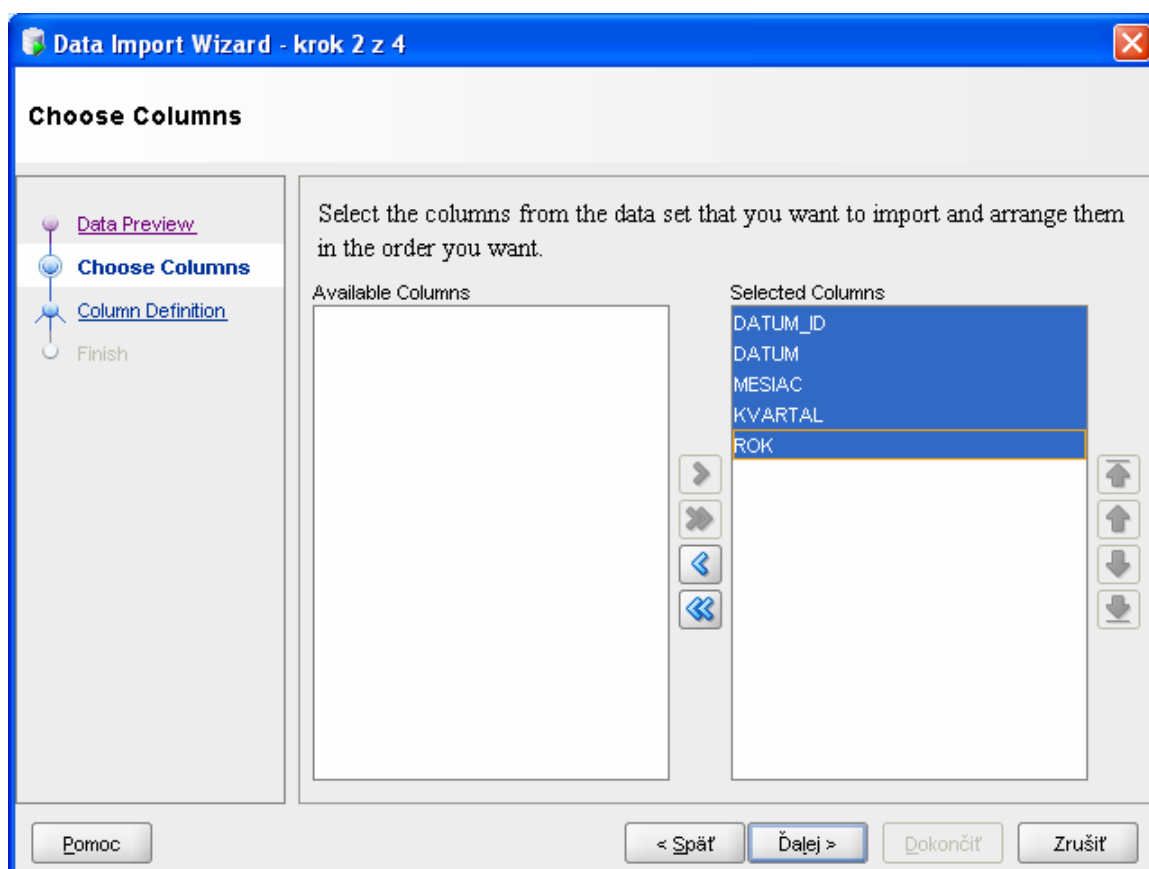 Data Import Wizard - krok 2 z 4
Choose Columns
Data Preview
Choose Columns
Column Definition
Finish
Select the columns from the data set that you want to import and arrange them
in the order you want.
Available Columns
Selected Columns
DATUM_ID
DATUM
MESIAC
KVARTAL
ROK
Pomoc
< Späť
Ďalej >
Dokončiť
Zrušiť